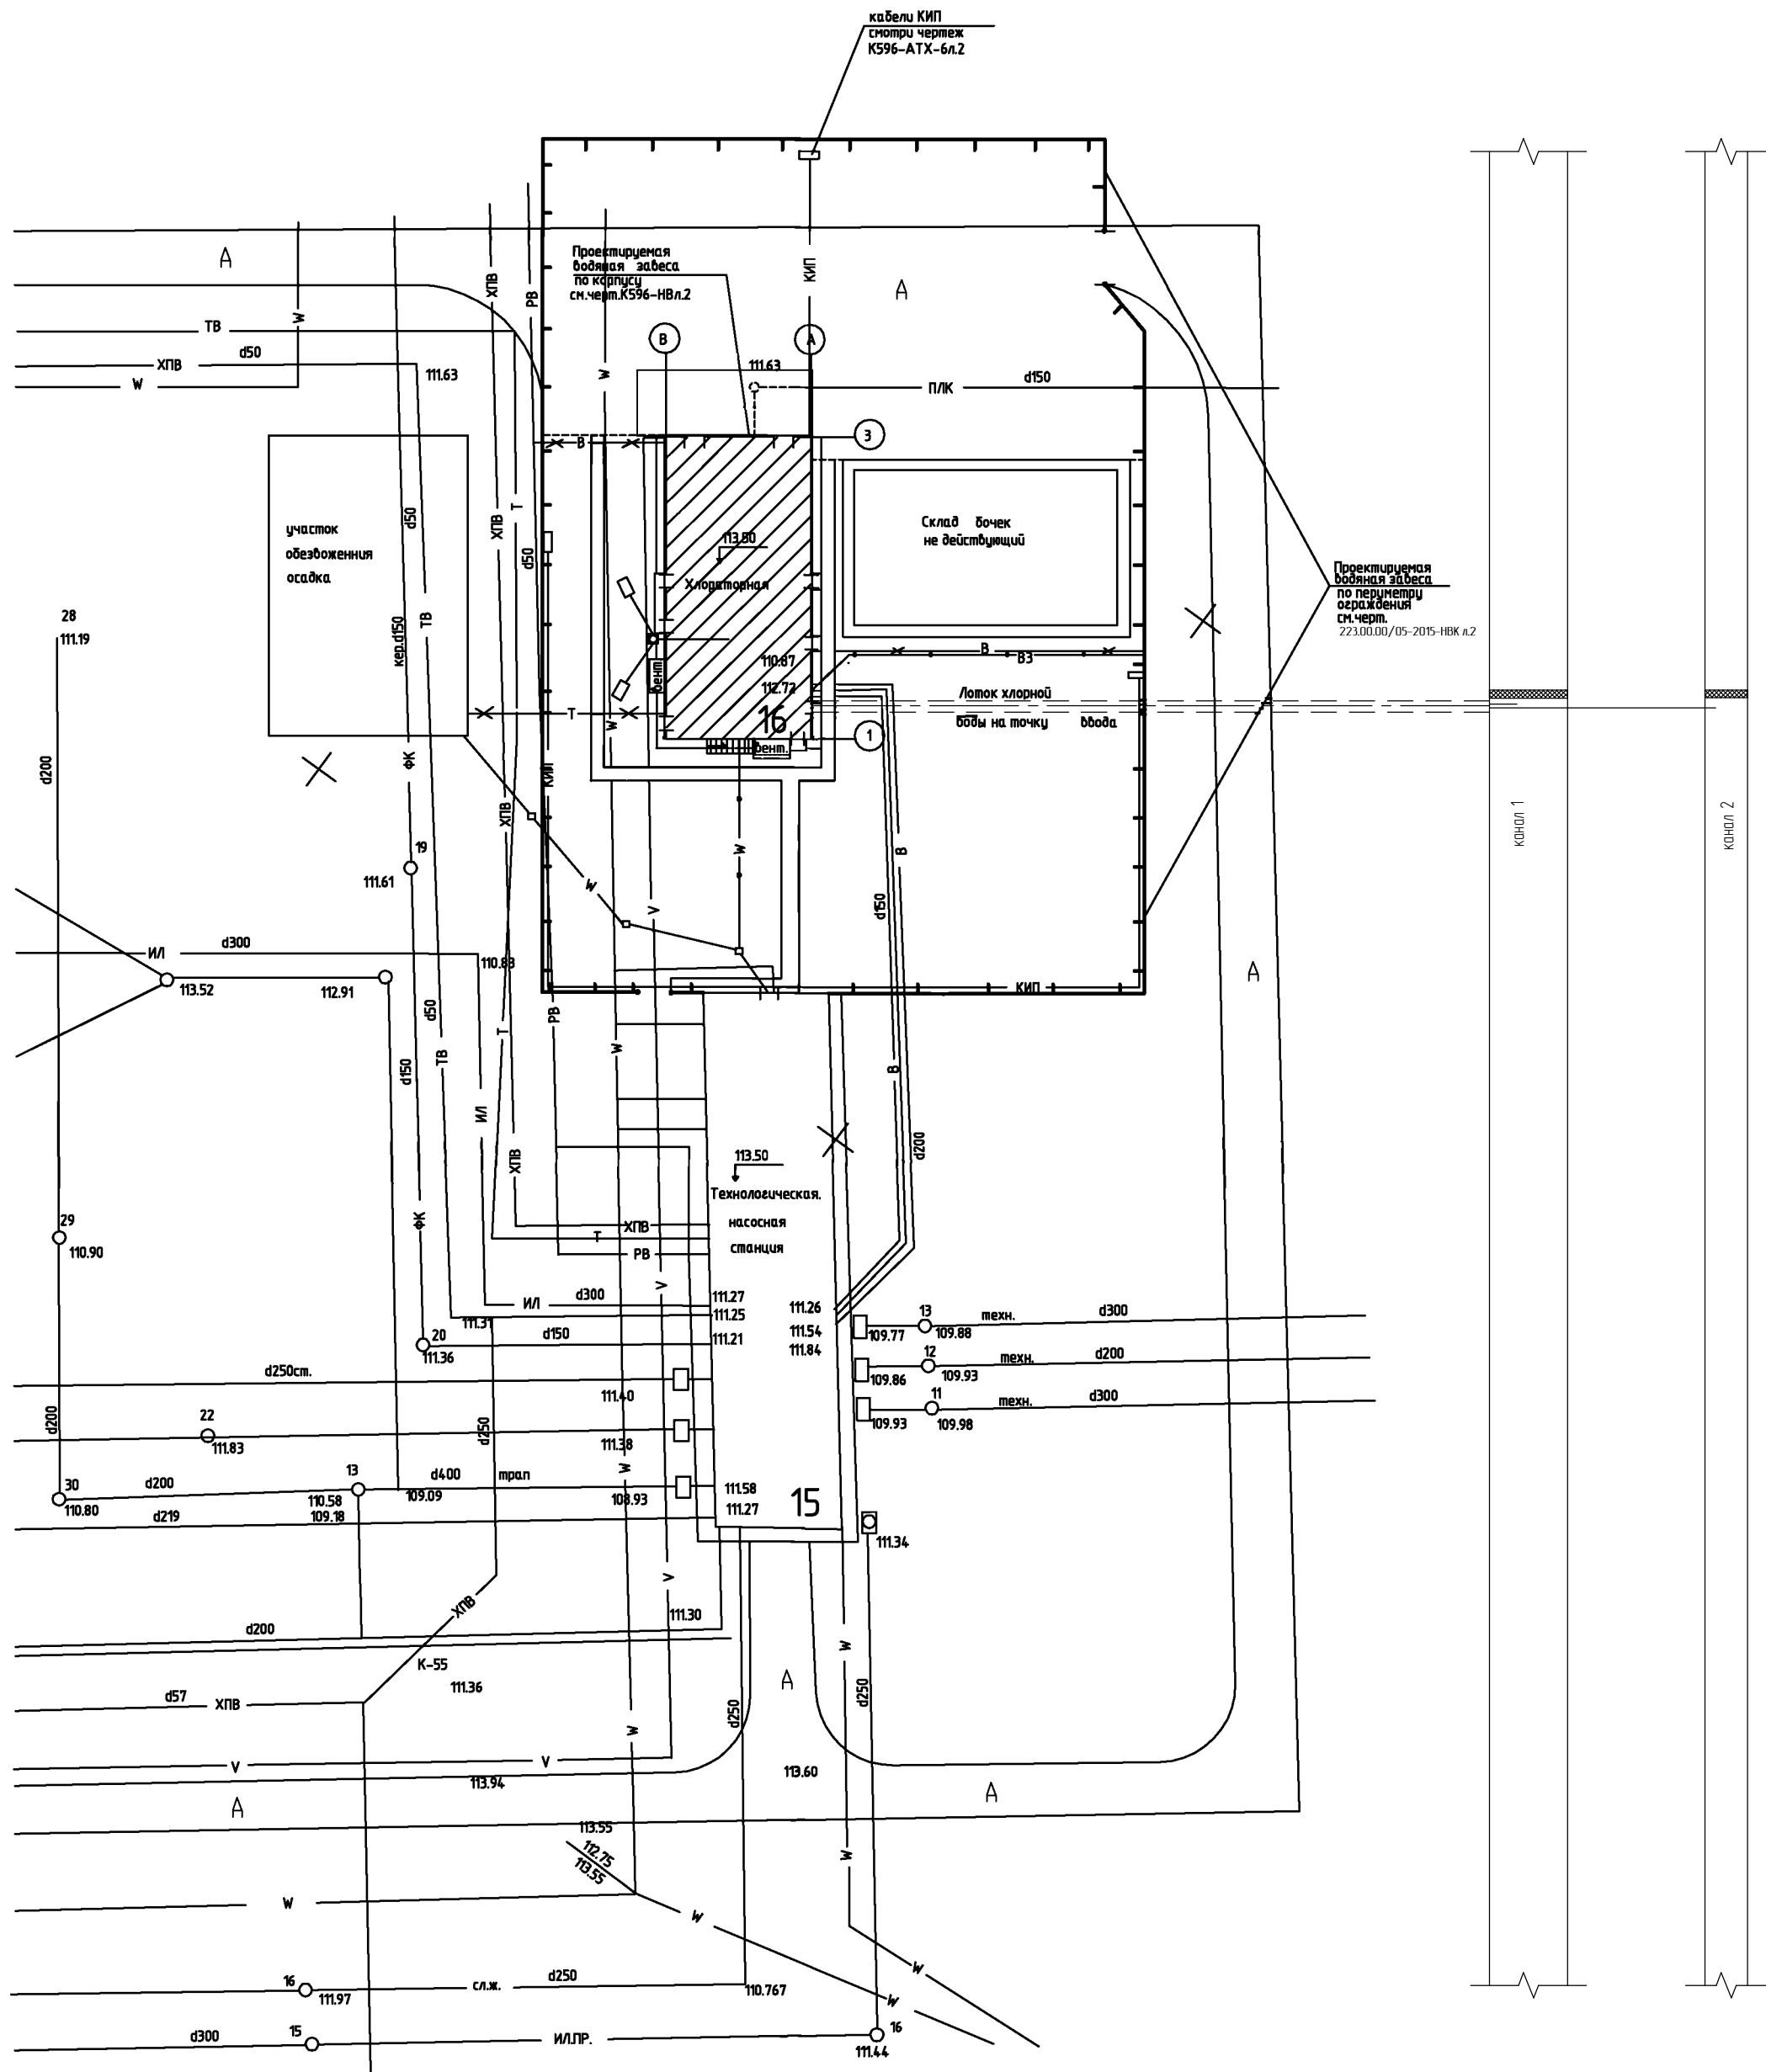 кабели КИП
смотри чертеж
К596-АТХ-6л.2
Проектируемая
водяная завеса
по корпусу
см.черт.К596-НВл.2
А
А
КИП
ХПВ
РВ
W
W
ТВ
ХПВ
d50
W
111.63
В
А
111.63
ПЛК
d150
3
В
участок
обезвоженния
осадка
d50
ХПВ
Т
d50
113.50
Хлораторная
Склад бочек
не действующий
Проектируемая
водяная завеса
по периметру
ограждения
см.черт.
223.00.00/05-2015-НВК л.2
28
111.19
кер.d150
ТВ
вент
110.87
112.72
В
В3
Лоток хлорной
воды на точку ввода
Т
W
16
вент.
1
d200
ФК
КИП
ХПВ
канал 1
канал 2
19
111.61
W
W
V
В
d150
ИЛ
d300
110.83
113.52
112.91
КИП
А
d50
Т
РВ
W
ТВ
d150
ИЛ
В
d200
ХПВ
113.50
Технологическая.
насосная
станция
29
110.90
ФК
ХПВ
Т
РВ
V
ИЛ
d300
111.27
111.25
111.21
111.31
111.26
111.54
111.84
20
111.36
d150
109.77
13
109.88
техн.
d300
109.86
12
109.93
техн.
d200
109.93
11
109.98
техн.
d300
d250ст.
111.40
d200
22
111.83
d250
111.38
W
30
110.80
d200
13
110.58
109.18
109.09
d400
трап
108.93
111.58
111.27
15
d219
111.34
ХПВ
V
111.30
d200
W
К-55
111.36
d57
ХПВ
А
d250
d250
W
V
V
113.94
113.60
А
А
113.55
112.75
113.55
W
W
W
W
16
111.97
сл.ж.
d250
110.767
W
d300
15
ИЛ.ПР.
16
111.44